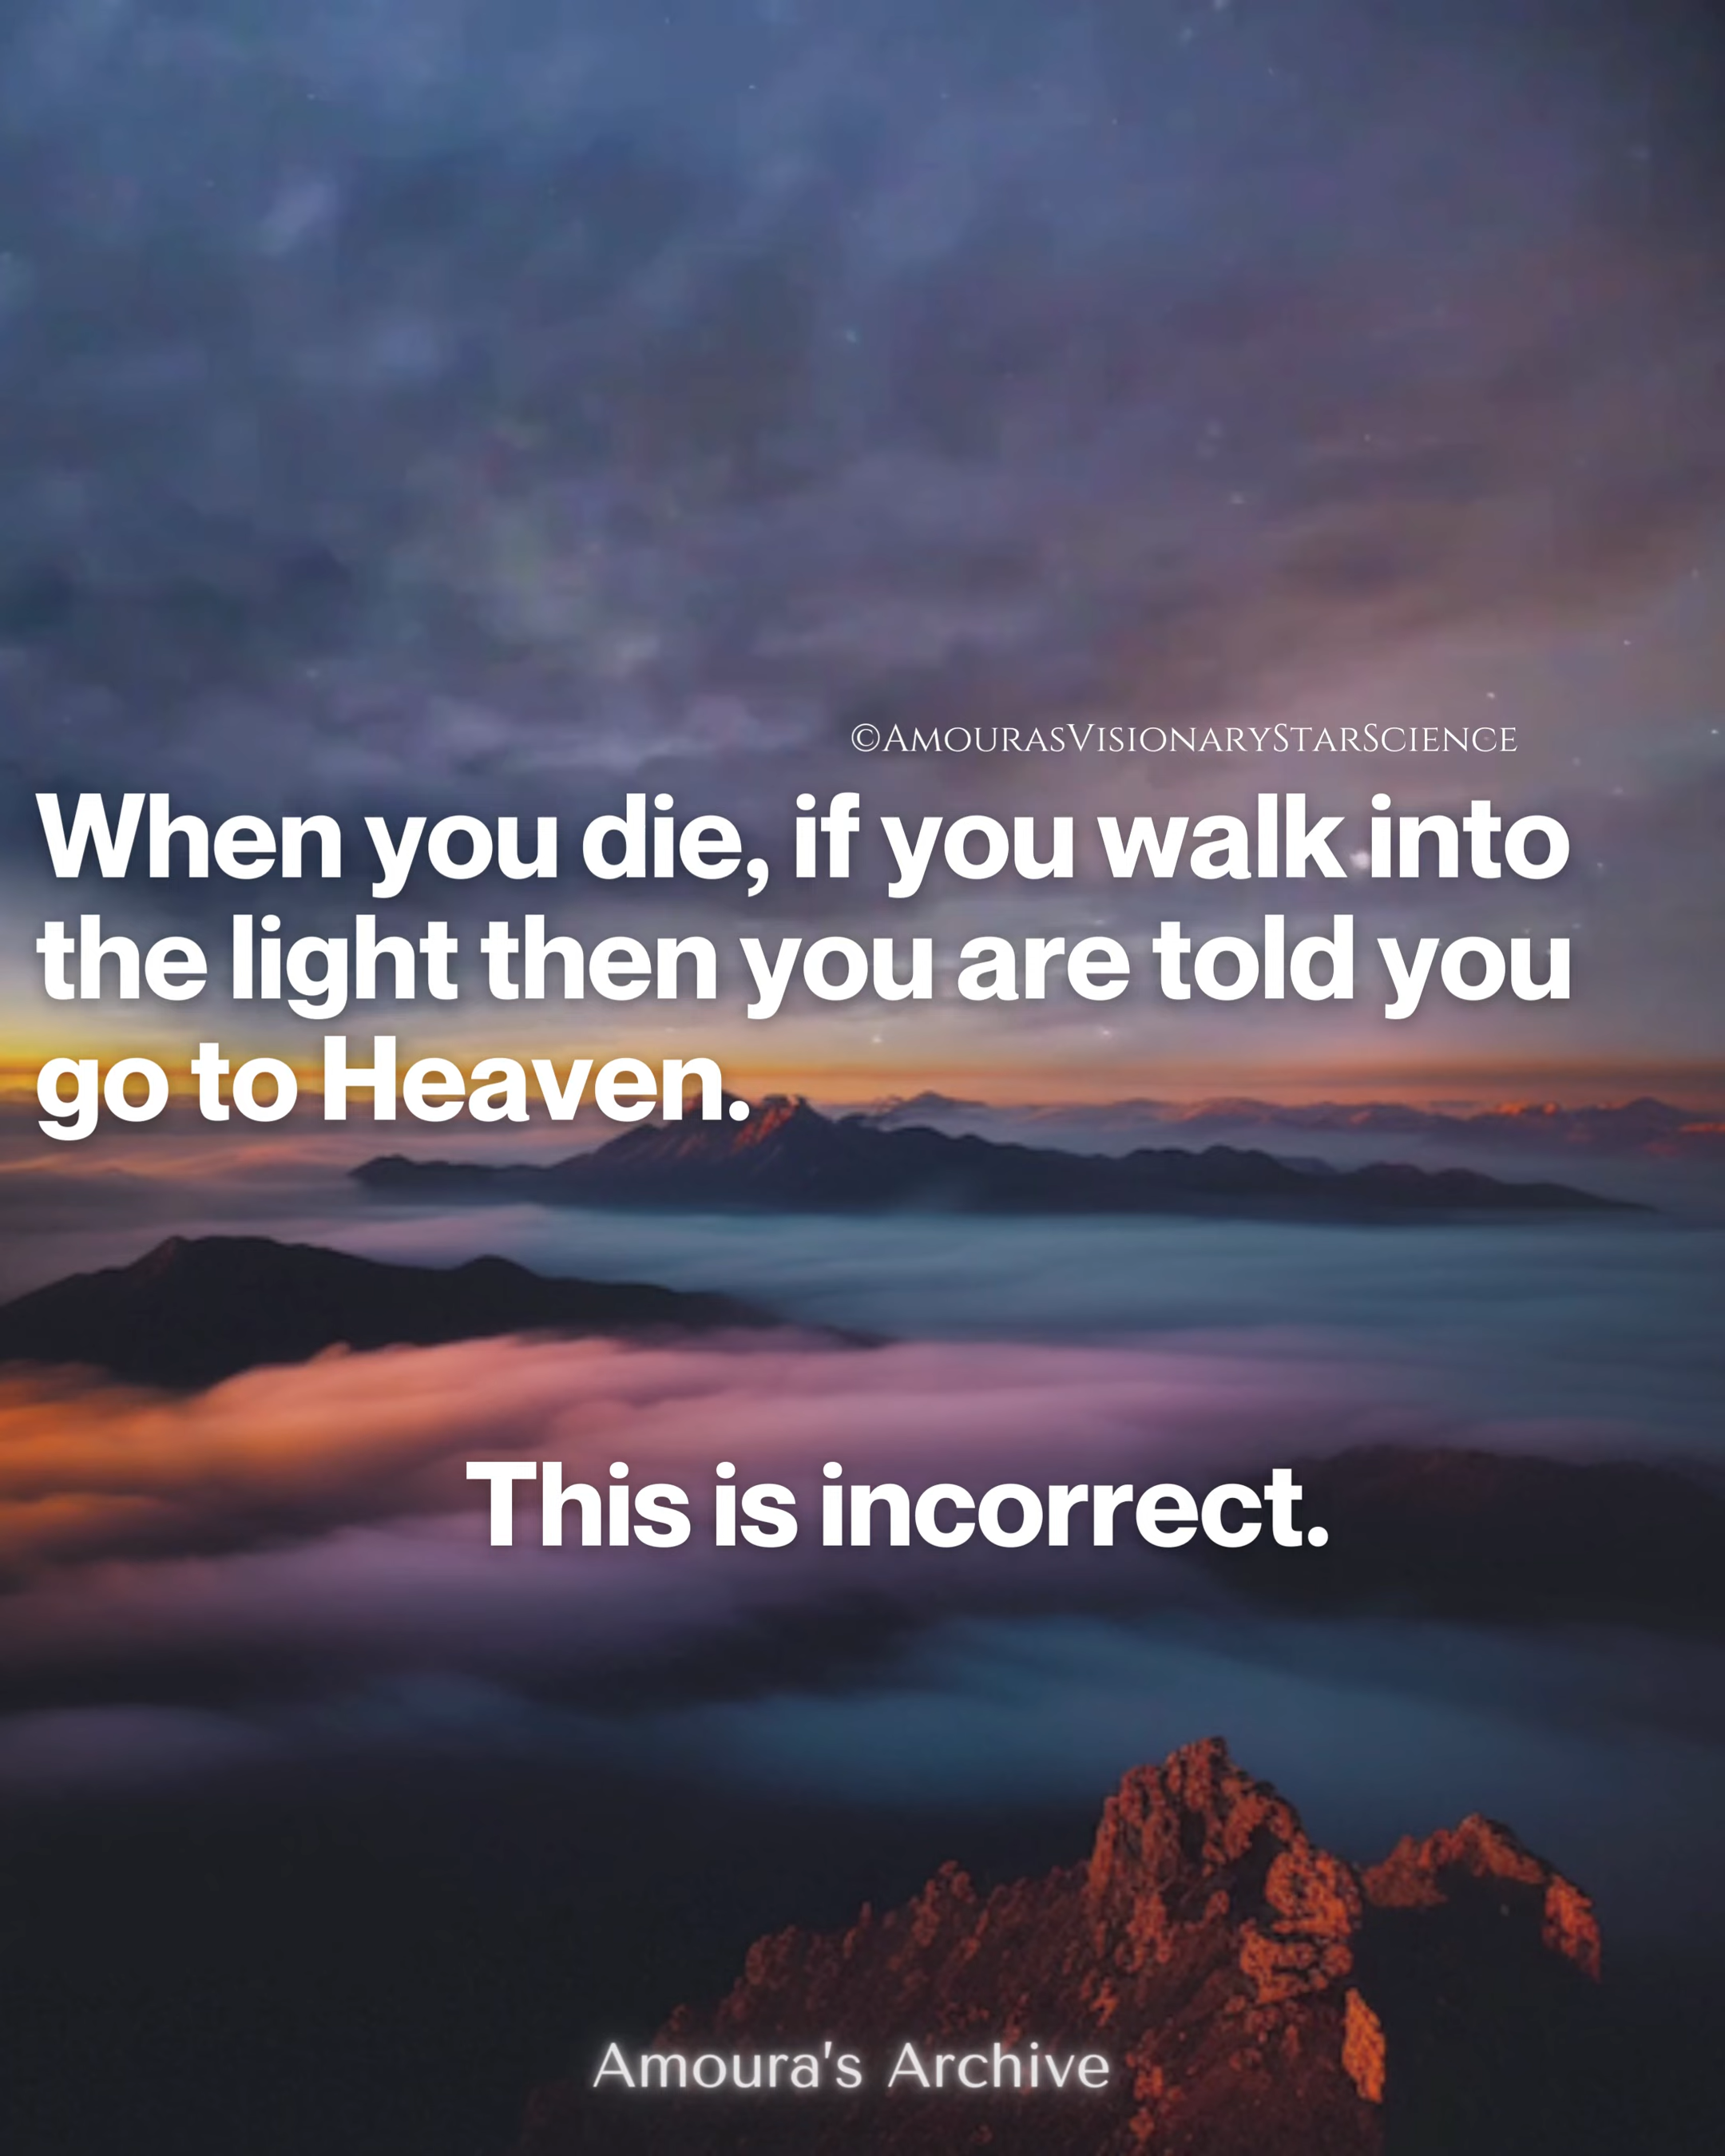 ©AmourasVisionaryStarScience
When you die, if you walk into
the light then you are told you
go to Heaven.
This is incorrect.
Amoura's Archive